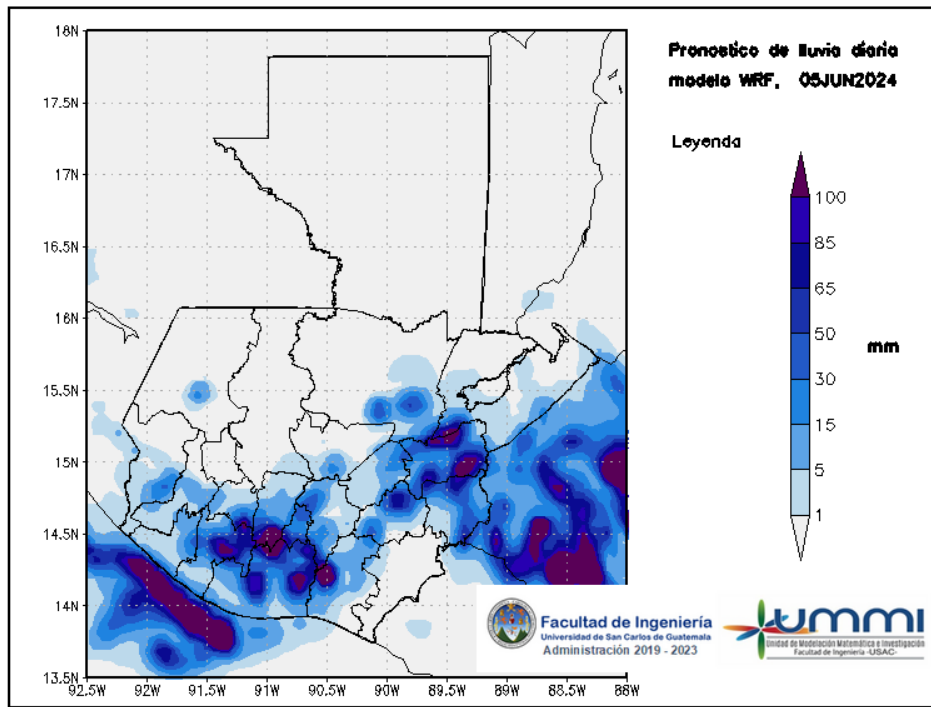 Pronostico de lluvia diaria
modelo WRF, 05JUN2024
Leyenda
100
85
65
50
30
15
5
1
mm
18N
17.5N
17N
16.5N
16N
15.5N
15N
14.5N
14N
13.5N
92.5W
92W
91.5W
91W
90.5W
90W
89.5W
89W
88.5W
88W
Facultad de Ingeniería
Universidad de San Carlos de Guatemala
Administración 2019 - 2023
UMMI
Unidad de Modelación Matemática e Investigación
Facultad de Ingeniería -USAC-